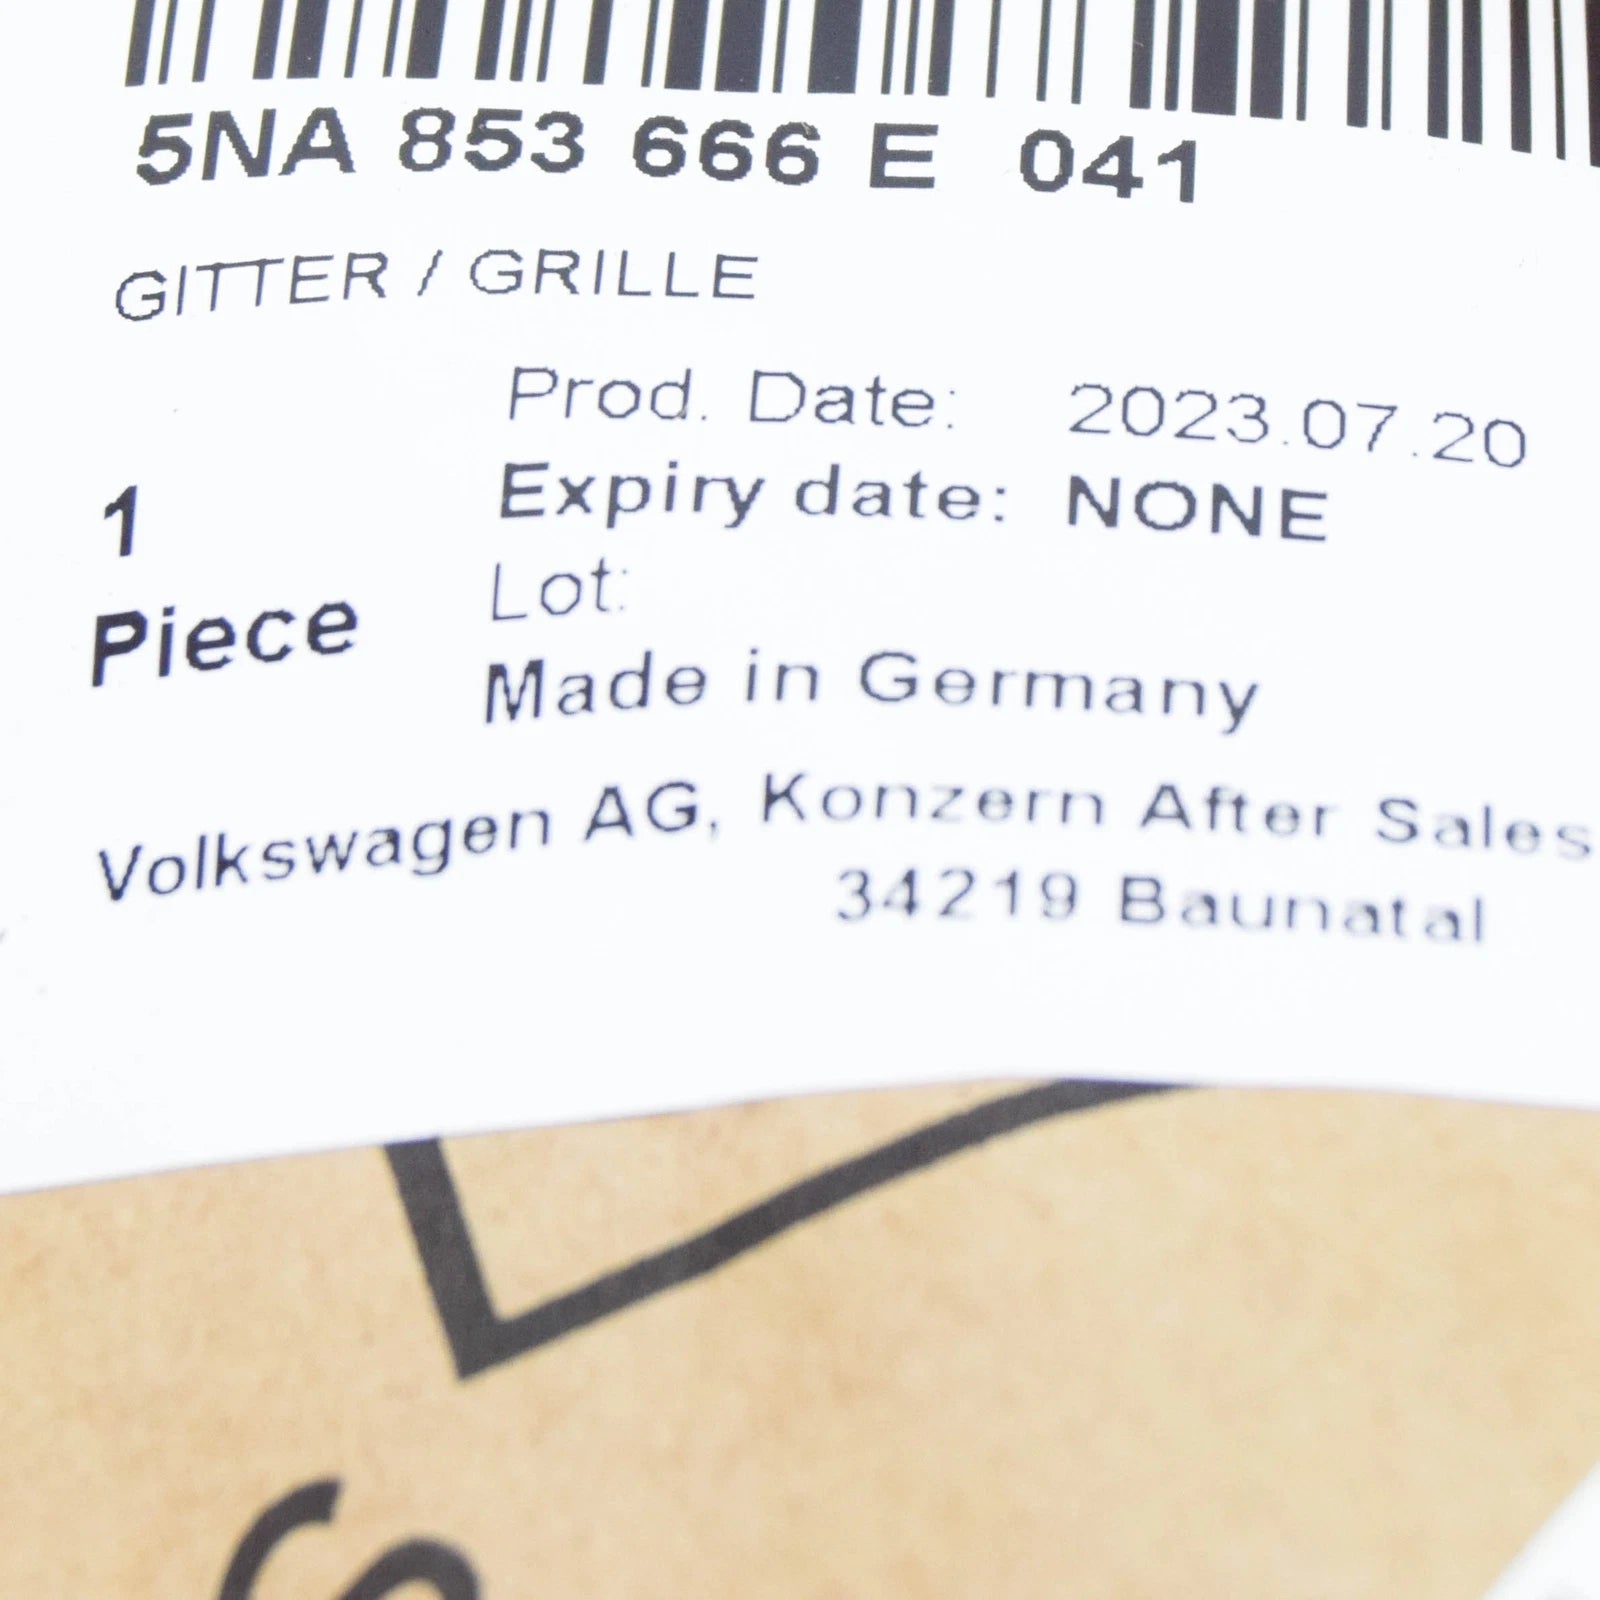 5NA 853 666 E 041
GITTER / GRILLE
Prod. Date: 2023.07.20
Expiry date: NONE
1
Piece
Lot:
Made in Germany
Volkswagen AG, Konzern After Sales
34219 Baunatal